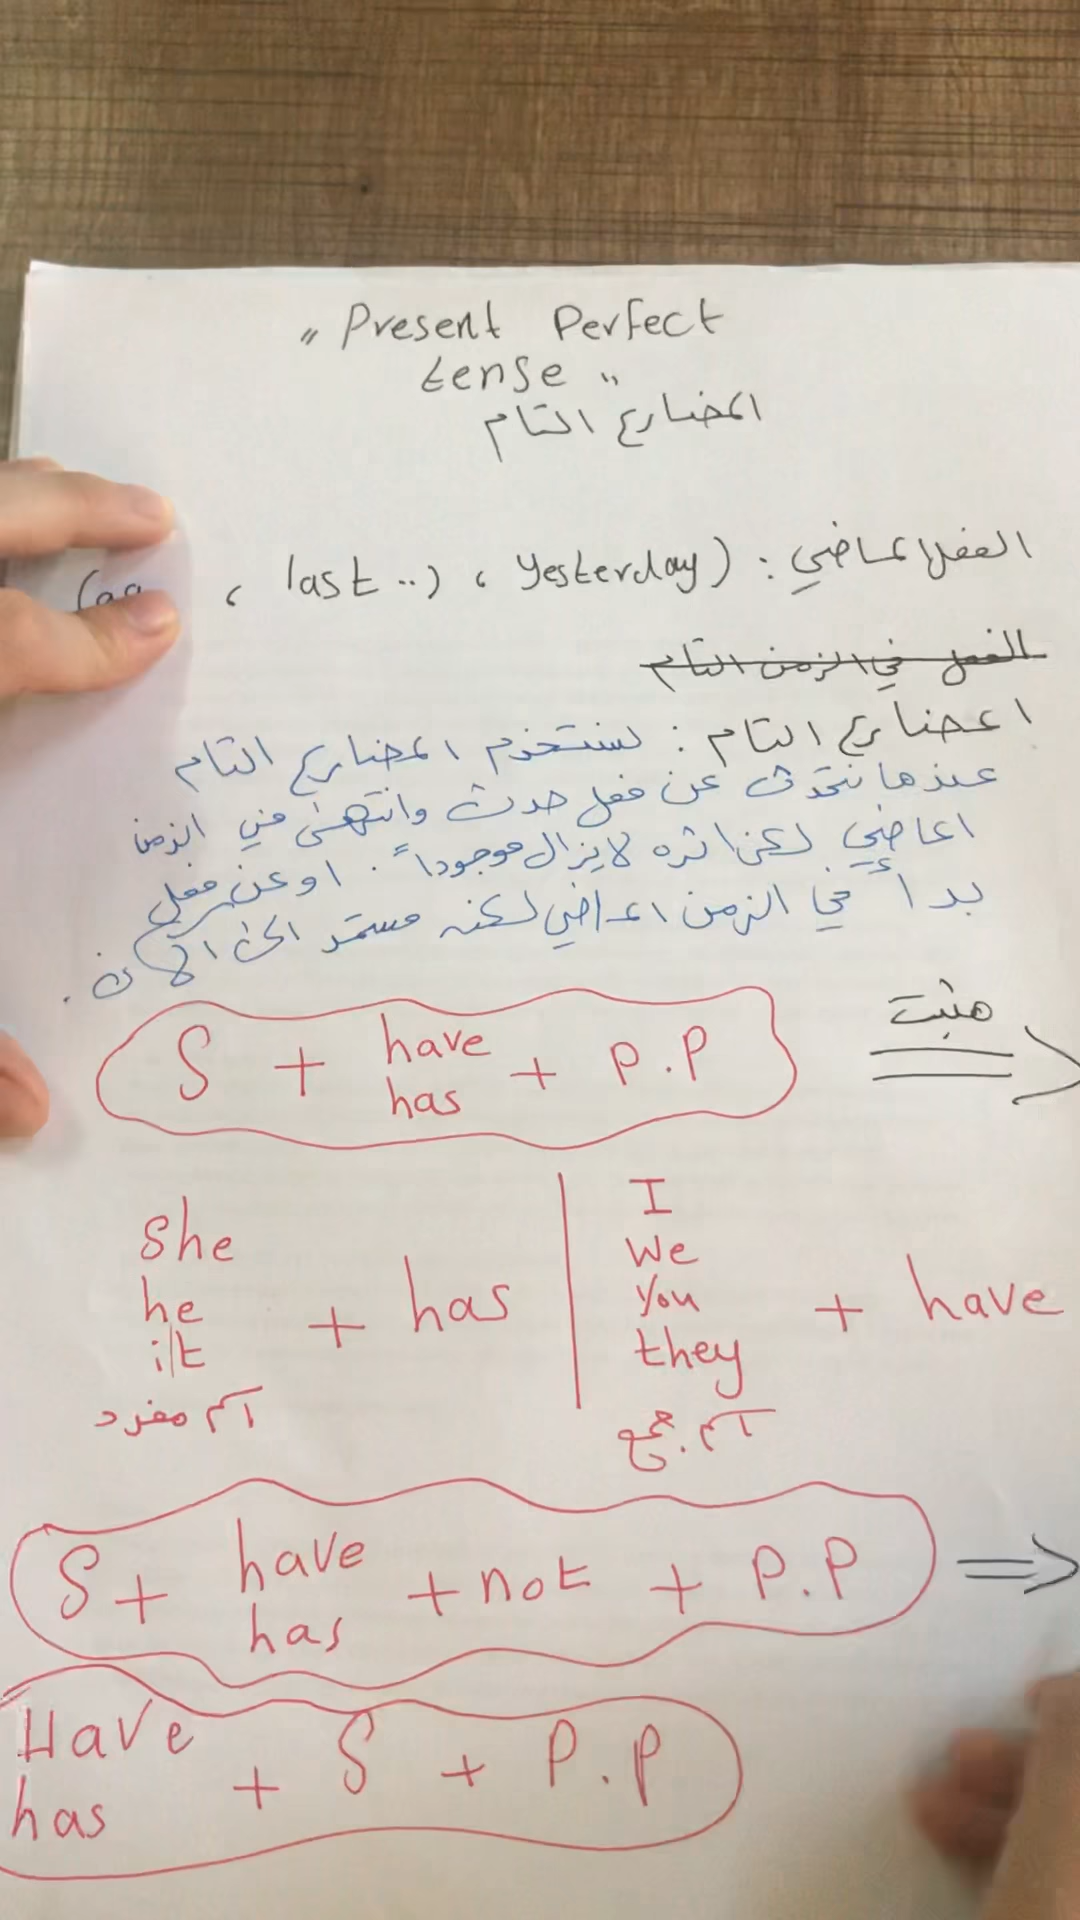 " Present Perfect
tense "
المضارع التام
الفعل الماضي : (yesterday ، last ..) ،
الفعل في الزمن التام
المضارع التام : نستخدم المضارع التام
عندما نتحدث عن فعل حدث وانتهى في الزمن
الماضي لكن اثره لا يزال موجوداً . او عن فعل
بدأ في الزمن الماضي لكنه مستمر الى الآن .
S + have + P.P
has
مثبت
she
he + has
it
اسم مفرد
I
We
You + have
they
اسم جمع
S + have + not + P.P
has
Have + S + P.P
has